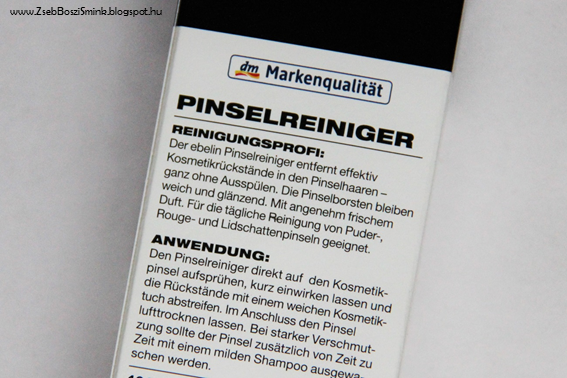 www.ZsebBosziSmink.blogspot.hu
dm Markenqualität
PINSELREINIGER
REINIGUNGSPROFI:
Der ebelin Pinselreiniger entfernt effektiv
Kosmetikrückstände in den Pinselhaaren –
ganz ohne Ausspülen. Die Pinselborsten bleiben
weich und glänzend. Mit angenehm frischem
Duft. Für die tägliche Reinigung von Puder-,
Rouge- und Lidschattenpinseln geeignet.
ANWENDUNG:
Den Pinselreiniger direkt auf den Kosmetik-
pinsel aufsprühen, kurz einwirken lassen und
die Rückstände mit einem weichen Kosmetik-
tuch abstreifen. Im Anschluss den Pinsel
lufttrocknen lassen. Bei starker Verschmut-
zung sollte der Pinsel zusätzlich von Zeit zu
Zeit mit einem milden Shampoo ausgewa-
schen werden.